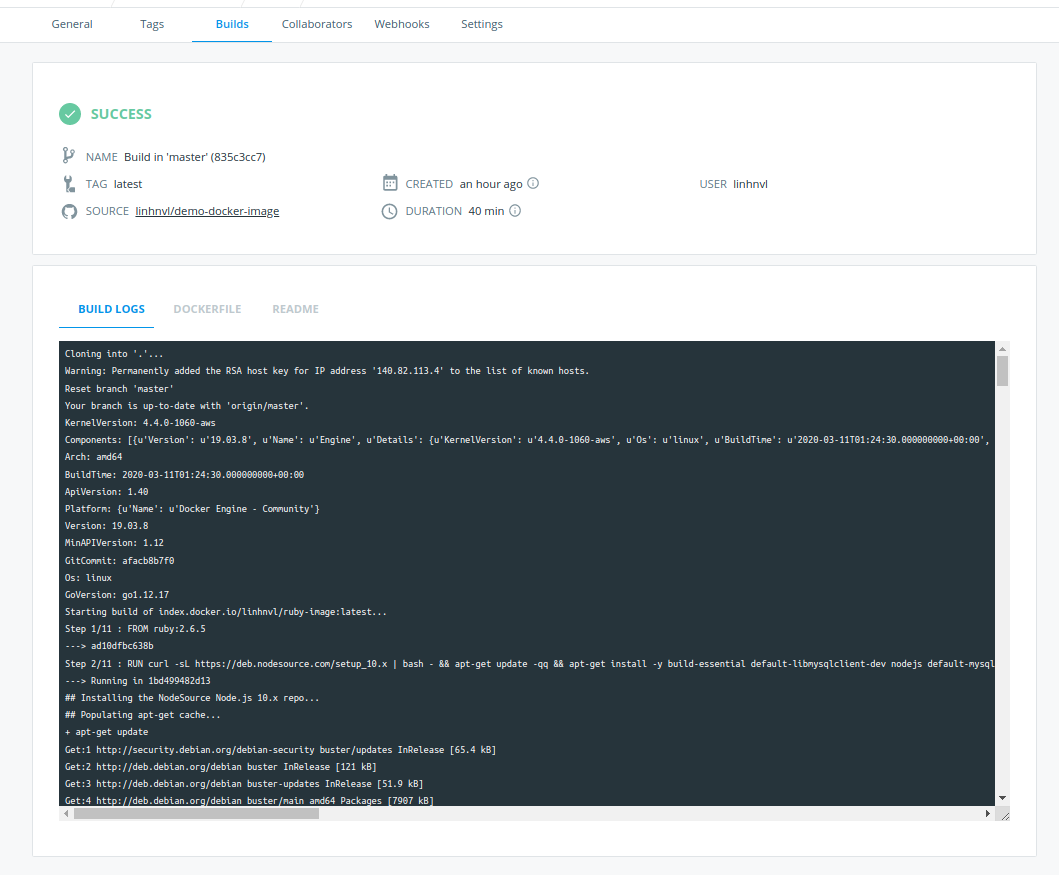 General Tags Builds Collaborators Webhooks Settings
SUCCESS
NAME Build in 'master' (835c3cc7)
TAG latest CREATED an hour ago USER linhnvl
SOURCE linhnvl/demo-docker-image DURATION 40 min
BUILD LOGS DOCKERFILE README
Cloning into '.'...
Warning: Permanently added the RSA host key for IP address '140.82.113.4' to the list of known hosts.
Reset branch 'master'
Your branch is up-to-date with 'origin/master'.
KernelVersion: 4.4.0-1060-aws
Components: [{u'Version': u'19.03.8', u'Name': u'Engine', u'Details': {u'KernelVersion': u'4.4.0-1060-aws', u'Os': u'linux', u'BuildTime': u'2020-03-11T01:24:30.000000000+00:00',
Arch: amd64
BuildTime: 2020-03-11T01:24:30.000000000+00:00
ApiVersion: 1.40
Platform: {u'Name': u'Docker Engine - Community'}
Version: 19.03.8
MinAPIVersion: 1.12
GitCommit: afacb8b7f0
Os: linux
GoVersion: go1.12.17
Starting build of index.docker.io/linhnvl/ruby-image:latest...
Step 1/11 : FROM ruby:2.6.5
---> ad10dfbc638b
Step 2/11 : RUN curl -sL https://deb.nodesource.com/setup_10.x | bash - && apt-get update -qq && apt-get install -y build-essential default-libmysqlclient-dev nodejs default-mysql
---> Running in 1bd499482d13
## Installing the NodeSource Node.js 10.x repo...
## Populating apt-get cache...
+ apt-get update
Get:1 http://security.debian.org/debian-security buster/updates InRelease [65.4 kB]
Get:2 http://deb.debian.org/debian buster InRelease [121 kB]
Get:3 http://deb.debian.org/debian buster-updates InRelease [51.9 kB]
Get:4 http://deb.debian.org/debian buster/main amd64 Packages [7907 kB]